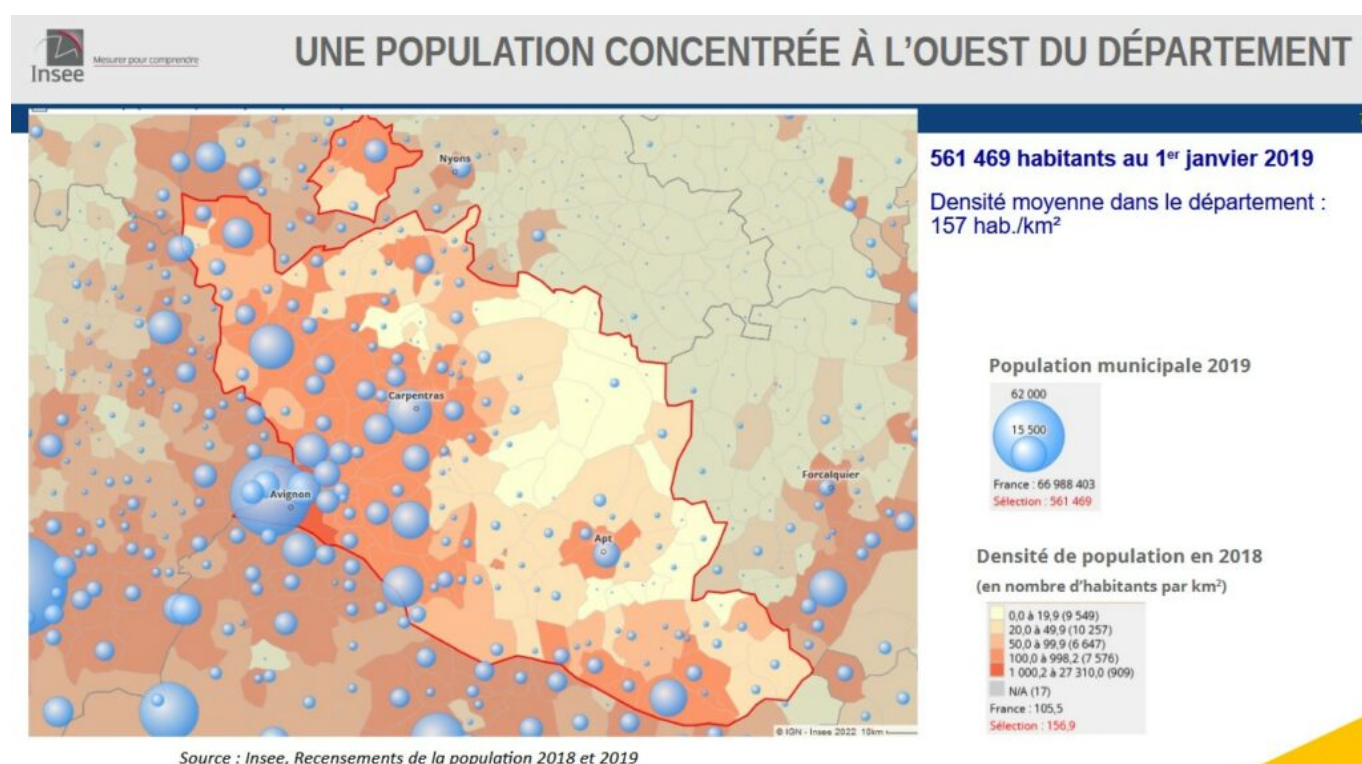 Insee
Mesurer pour comprendre
UNE POPULATION CONCENTRÉE À L’OUEST DU DÉPARTEMENT
561 469 habitants au 1er janvier 2019
Densité moyenne dans le département :
157 hab./km²
Nyons
Carpentras
Avignon
Apt
Forcalquier
© IGN - Insee 2022 10km
Population municipale 2019
62 000
15 500
France : 66 988 403
Sélection : 561 469
Densité de population en 2018
(en nombre d’habitants par km²)
0,0 à 19,9 (9 549)
20,0 à 49,9 (10 257)
50,0 à 99,9 (6 647)
100,0 à 998,2 (7 576)
1 000,2 à 27 310,0 (909)
N/A (17)
France : 105,5
Sélection : 156,9
Source : Insee, Recensements de la population 2018 et 2019